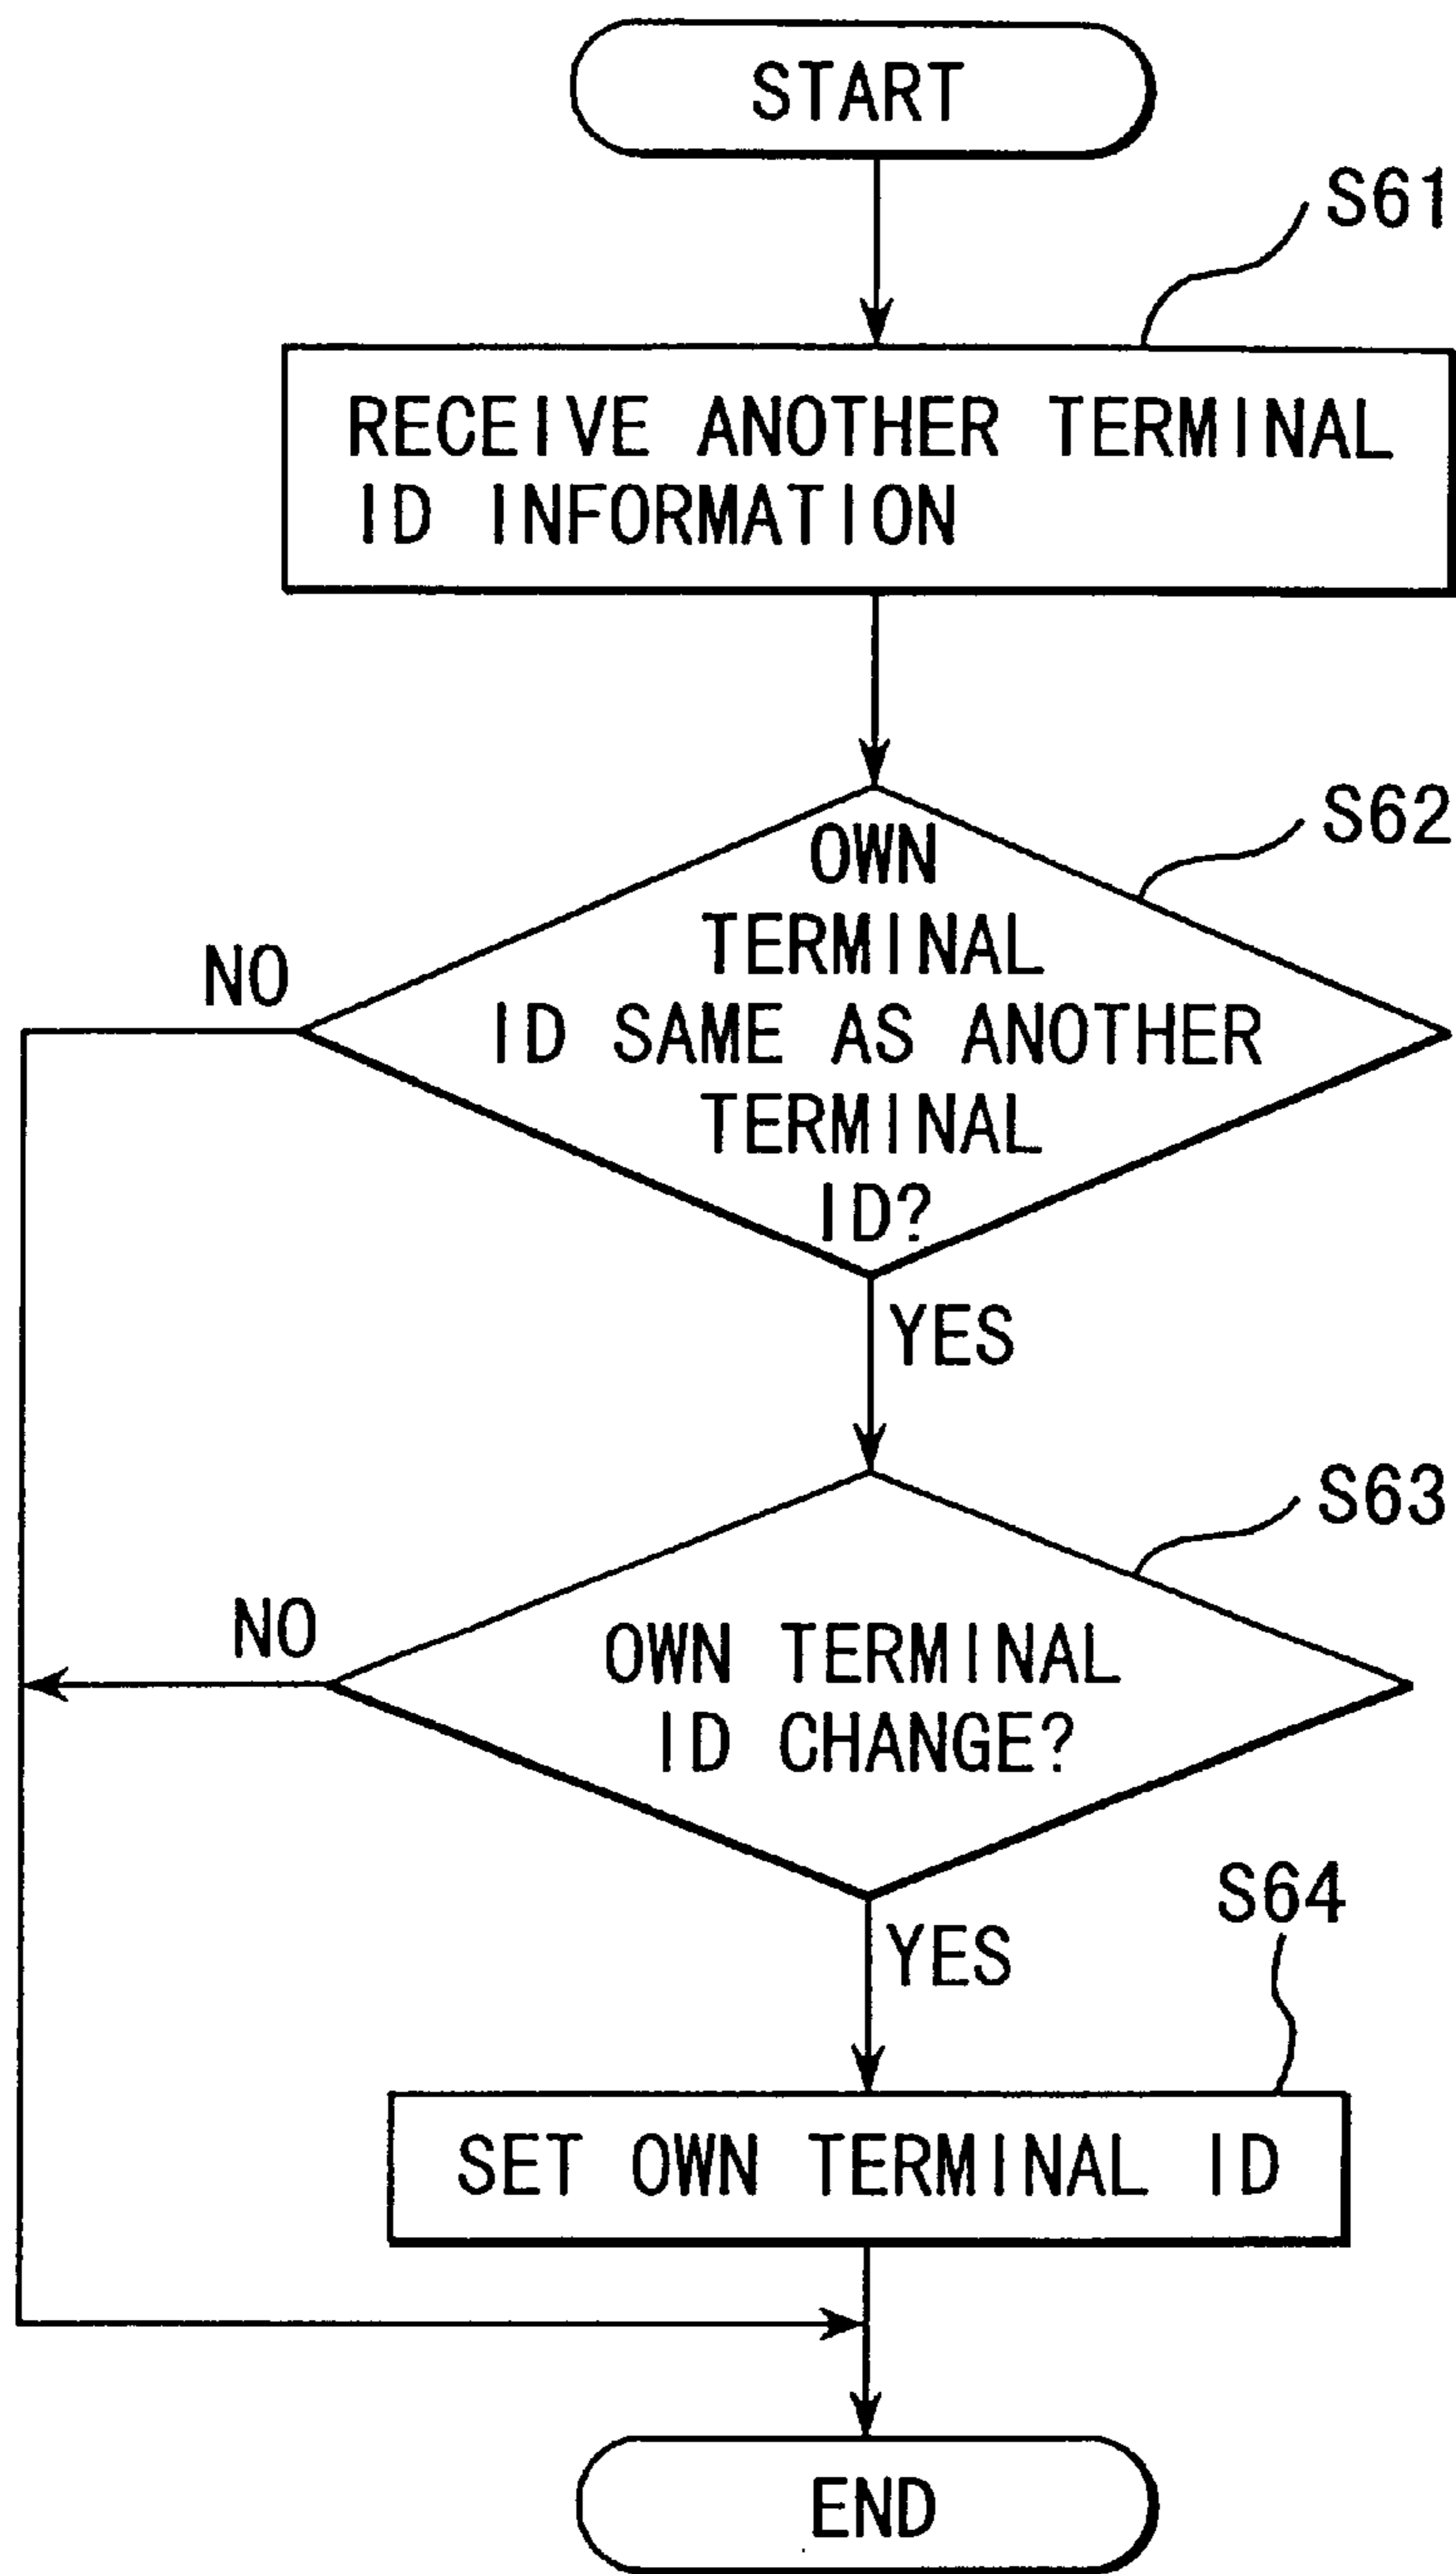 START
S61
RECEIVE ANOTHER TERMINAL
ID INFORMATION
S62
OWN
TERMINAL
NO
ID SAME AS ANOTHER
TERMINAL
ID?
YES
S63
NO
OWN TERMINAL
ID CHANGE?
S64
YES
SET OWN TERMINAL ID
END